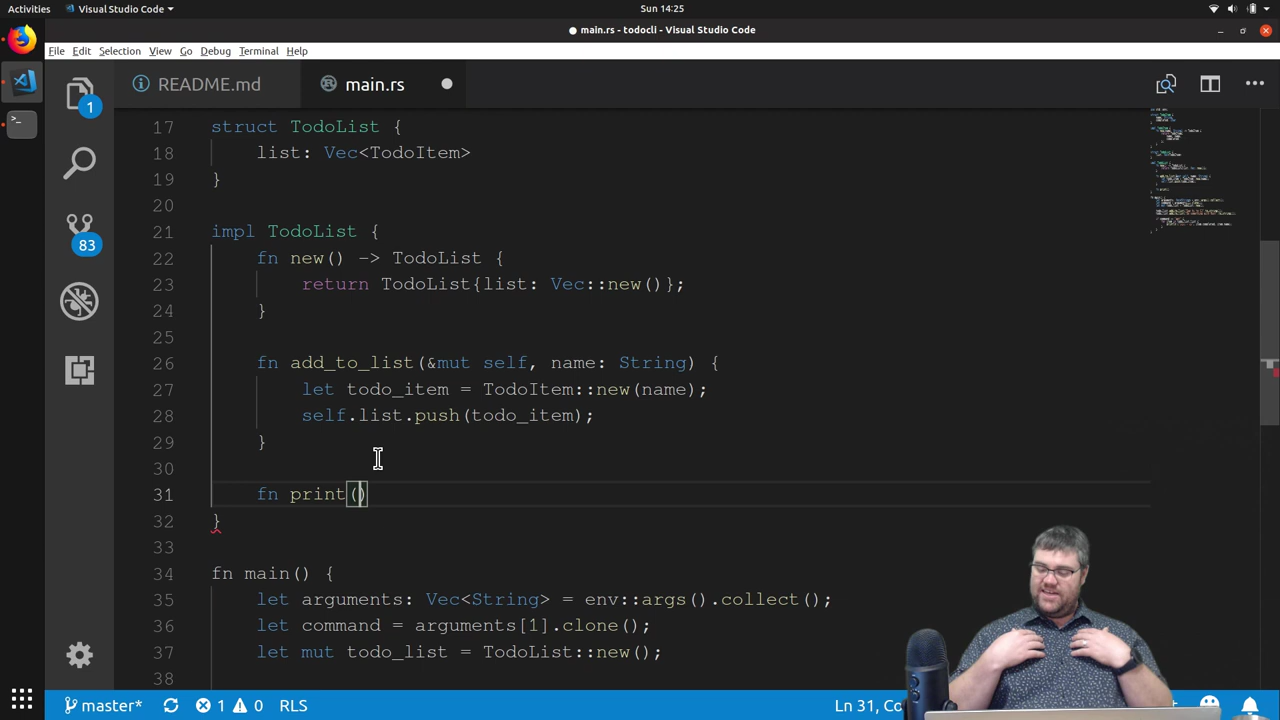 Activities
Visual Studio Code
Sun 14:25
main.rs - todocli - Visual Studio Code
File Edit Selection View Go Debug Terminal Help
README.md
main.rs
1
83
17 struct TodoList {
18 list: Vec<TodoItem>
19 }
20
21 impl TodoList {
22 fn new() -> TodoList {
23 return TodoList{list: Vec::new()};
24 }
25
26 fn add_to_list(&mut self, name: String) {
27 let todo_item = TodoItem::new(name);
28 self.list.push(todo_item);
29 }
30
31 fn print()
32 }
33
34 fn main() {
35 let arguments: Vec<String> = env::args().collect();
36 let command = arguments[1].clone();
37 let mut todo_list = TodoList::new();
38
master* 1 0 RLS
Ln 31,